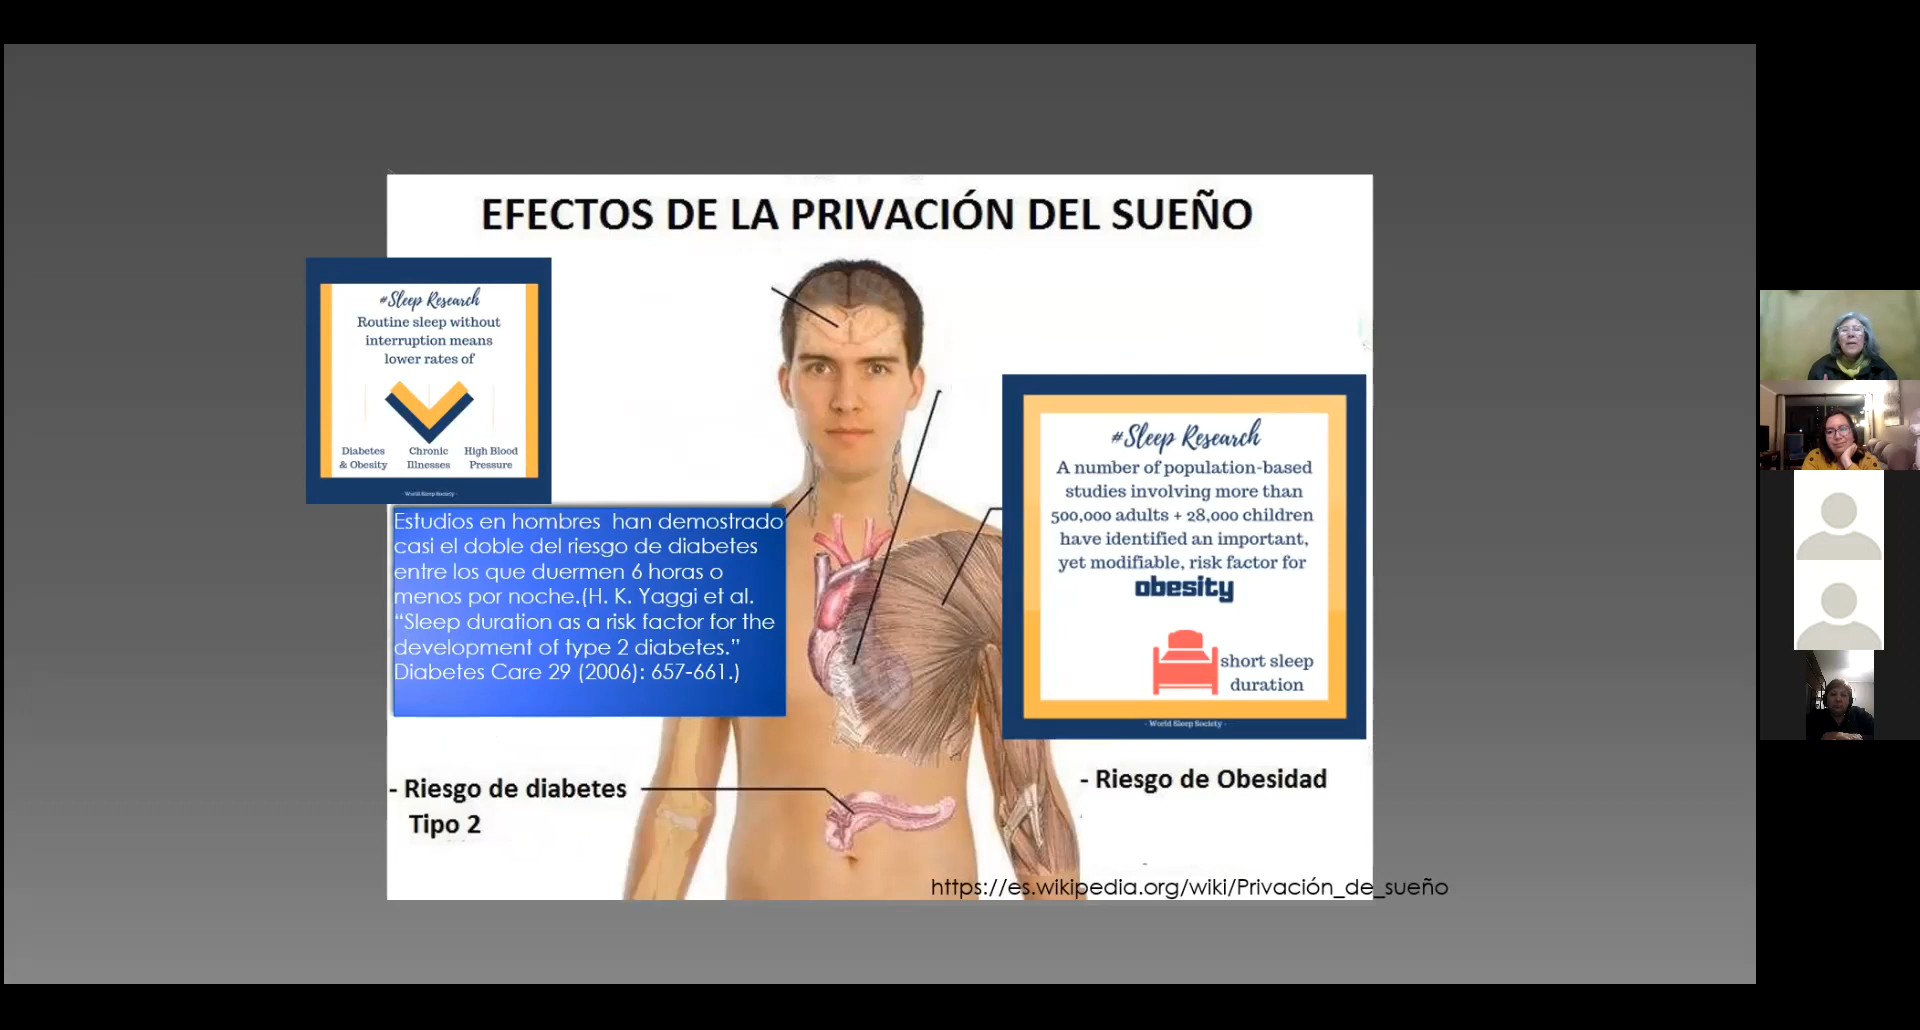 EFECTOS DE LA PRIVACIÓN DEL SUEÑO
#Sleep Research
Routine sleep without
interruption means
lower rates of
Diabetes
& Obesity
Chronic
Illnesses
High Blood
Pressure
- World Sleep Society -
Estudios en hombres han demostrado
casi el doble del riesgo de diabetes
entre los que duermen 6 horas o
menos por noche.(H. K. Yaggi et al.
“Sleep duration as a risk factor for the
development of type 2 diabetes.”
Diabetes Care 29 (2006): 657-661.)
#Sleep Research
A number of population-based
studies involving more than
500,000 adults + 28,000 children
have identified an important,
yet modifiable, risk factor for
obesity
short sleep
duration
- World Sleep Society -
- Riesgo de diabetes
Tipo 2
- Riesgo de Obesidad
https://es.wikipedia.org/wiki/Privación_de_sueño